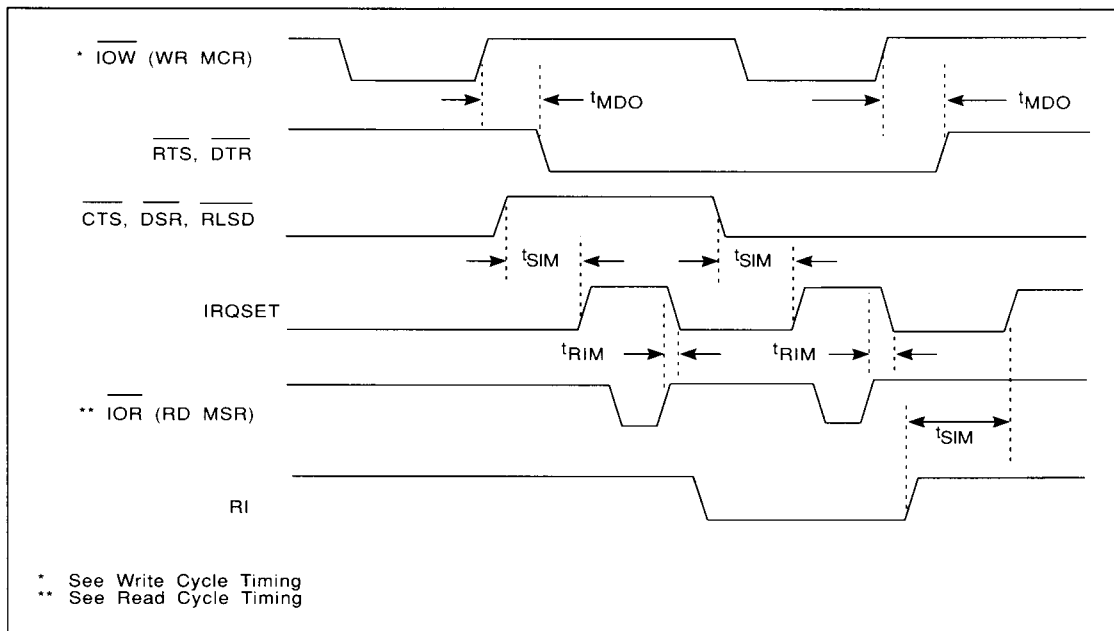 * IOW (WR MCR)
tMDO
tMDO
RTS, DTR
CTS, DSR, RLSD
tSIM
tSIM
IRQSET
tRIM
tRIM
** IOR (RD MSR)
tSIM
RI
* See Write Cycle Timing
** See Read Cycle Timing